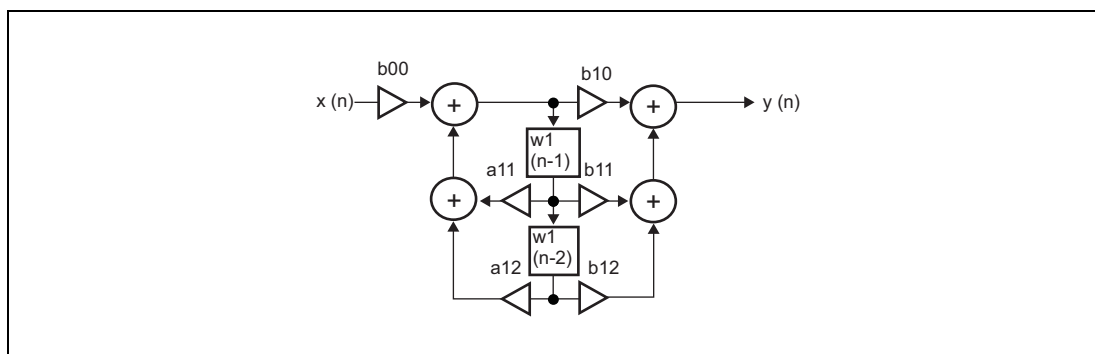 b00
b10
x (n)
+
+
y (n)
w1
(n-1)
a11
b11
+
+
w1
(n-2)
a12
b12